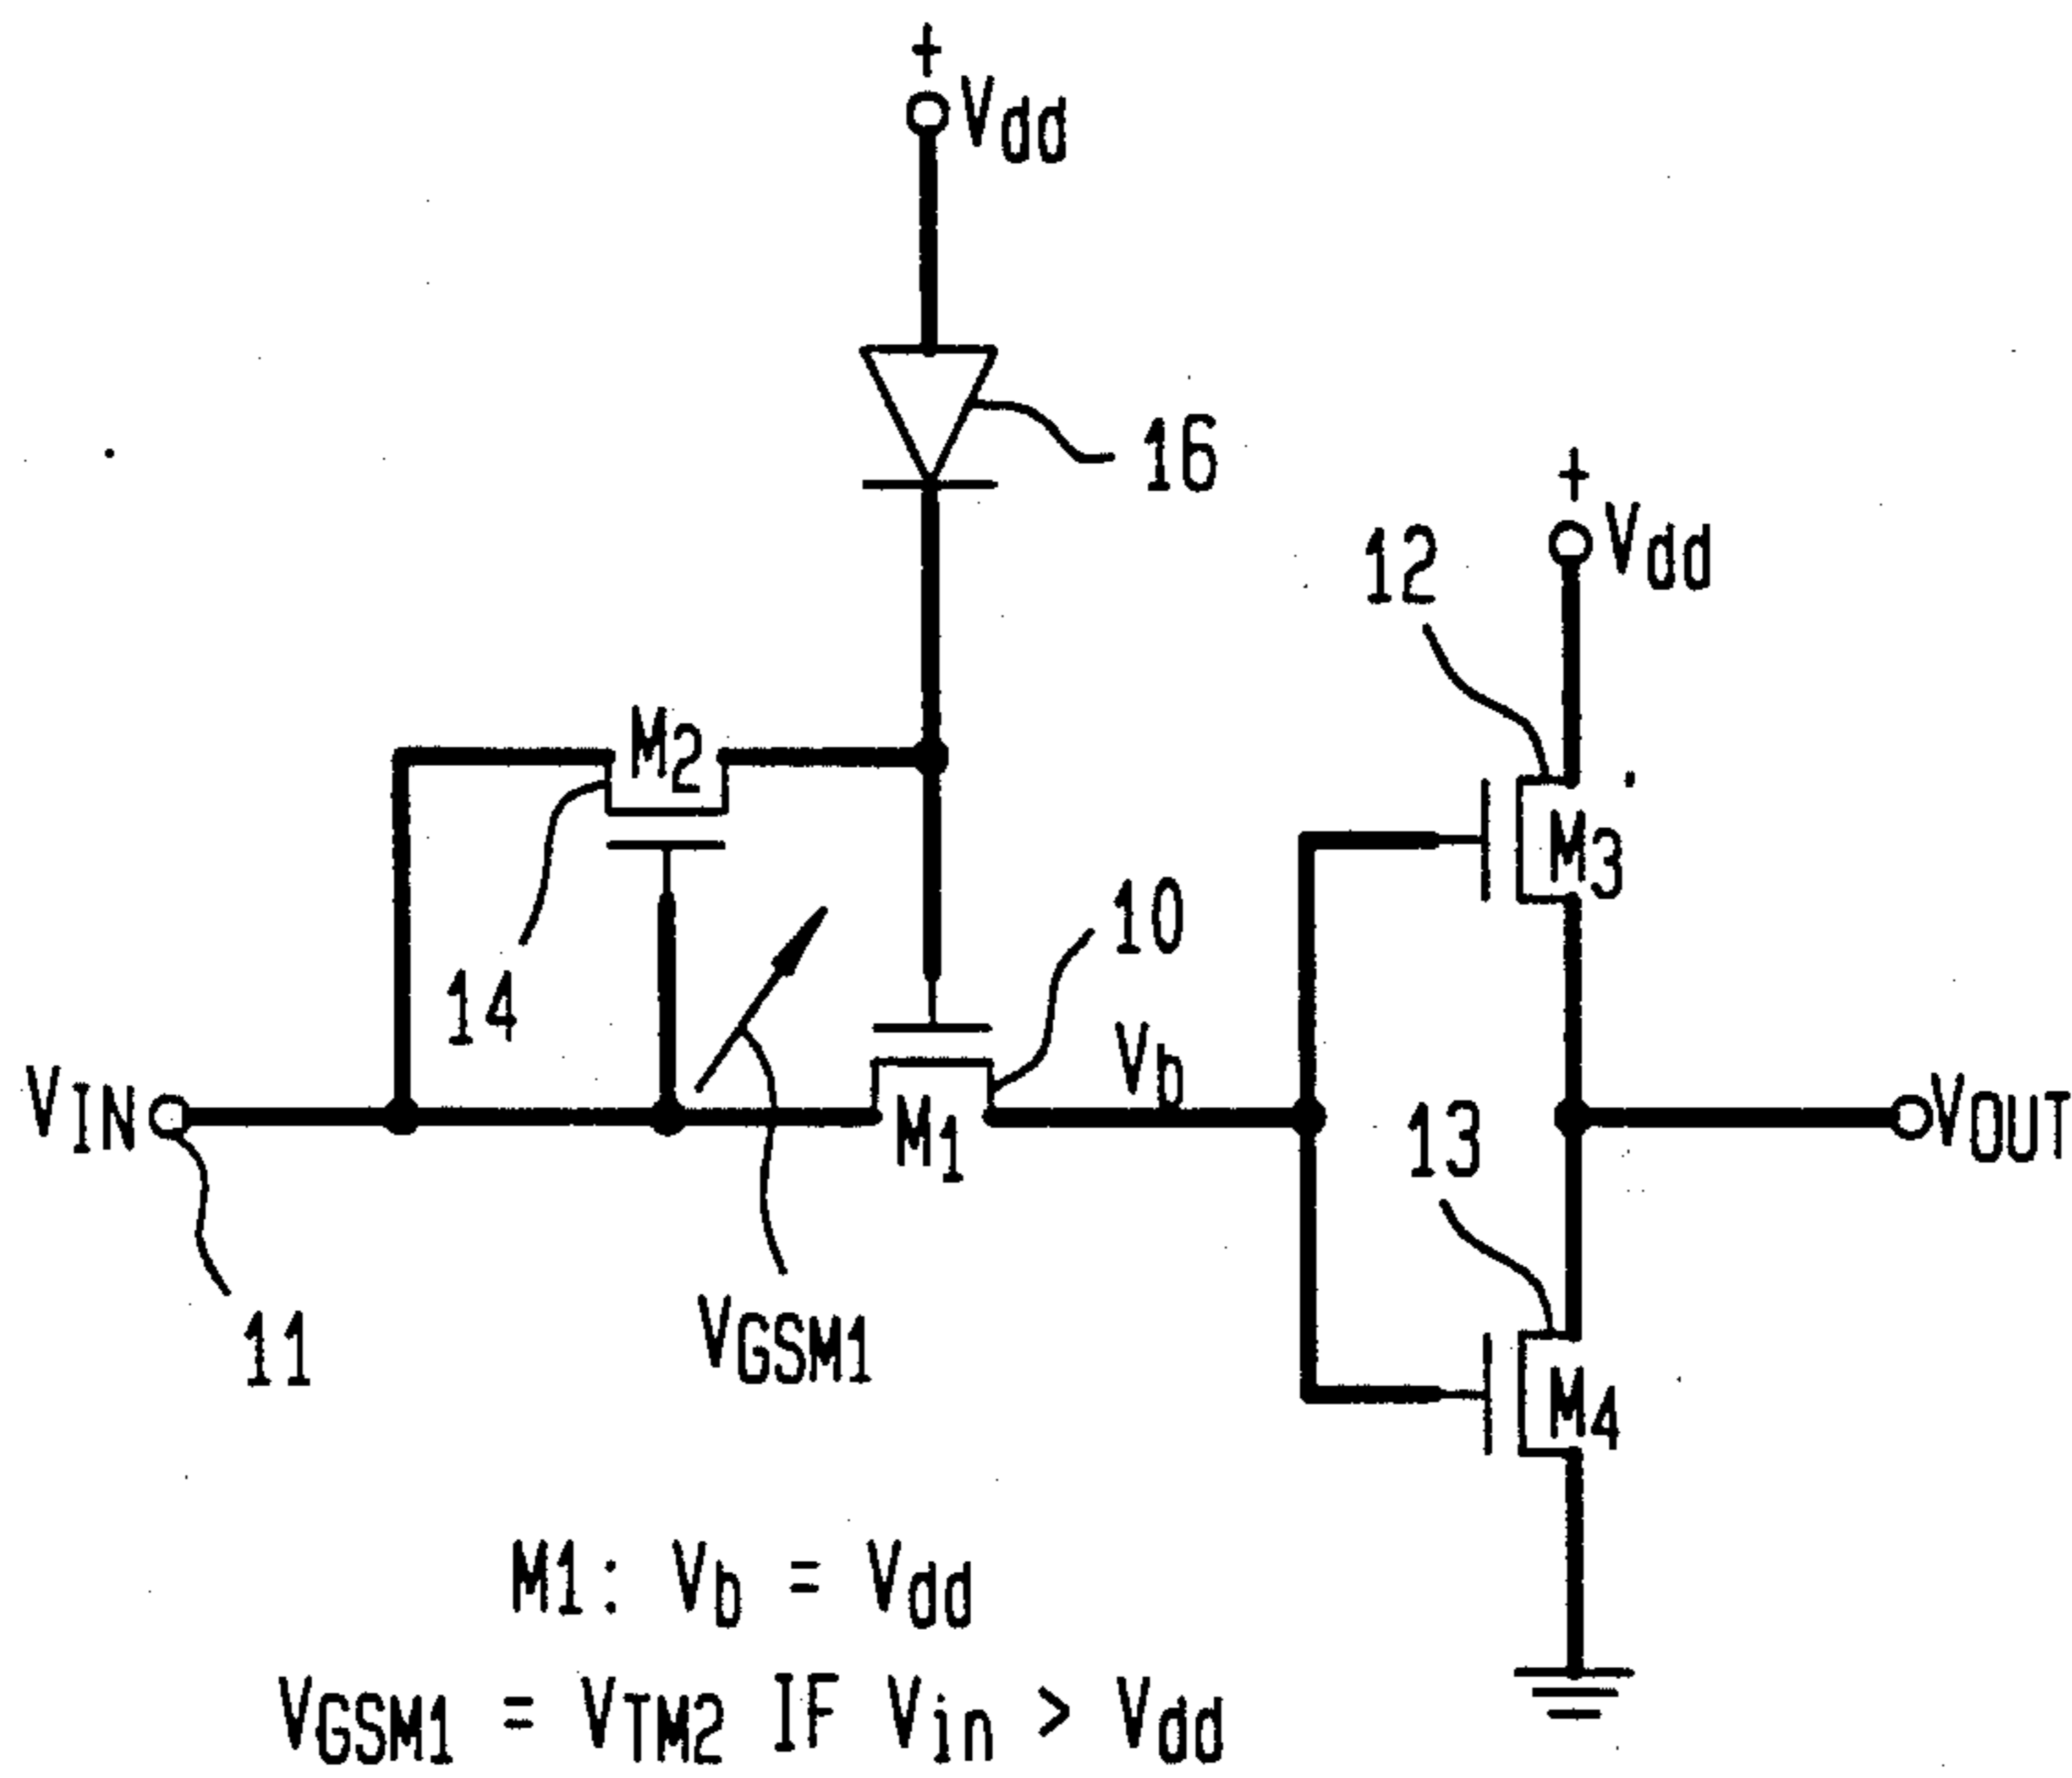 +
Vdd
16
+
Vdd
12
M2
M3
10
14
Vb
VIN
M1
13
VOUT
11
VGSM1
M4
M1: Vb = Vdd
VGSM1 = VTM2 IF Vin > Vdd